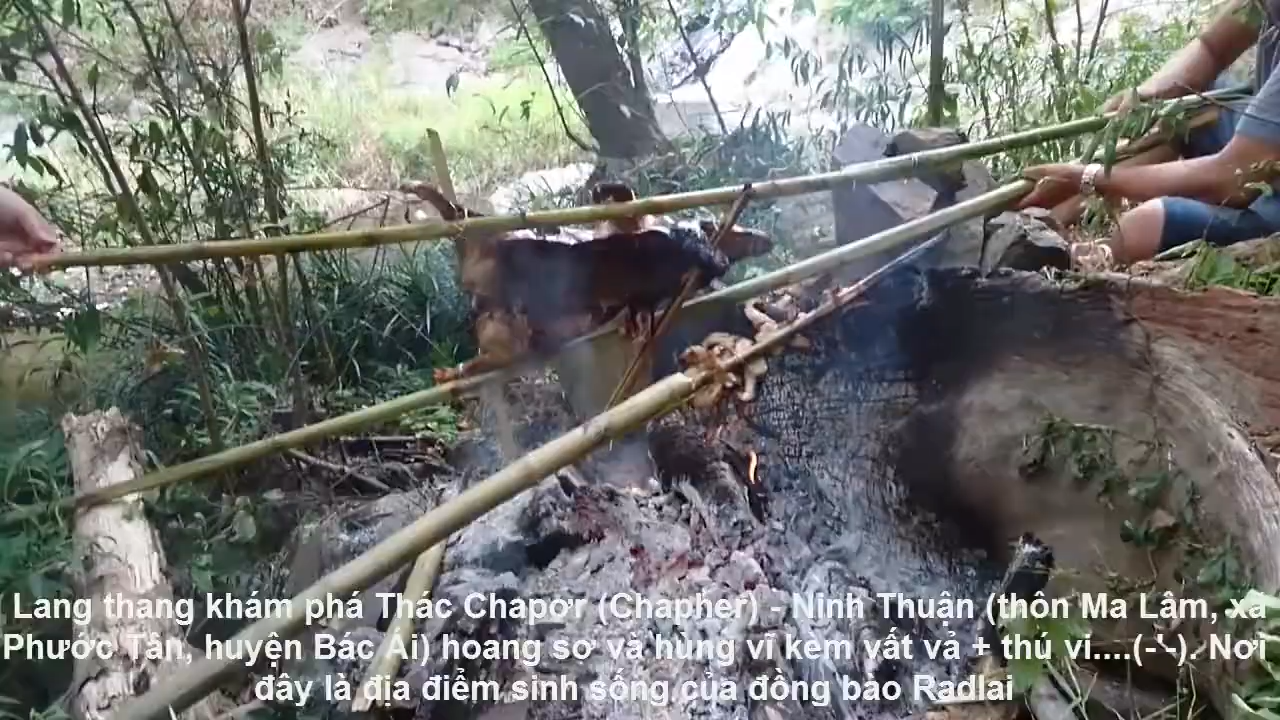 Lang thang khám phá Thác Chapơr (Chapher) - Ninh Thuận (thôn Ma Lâm, xã
Phước Tân, huyện Bác Ái) hoang sơ và hùng vĩ kèm vất vả + thú vi....(-'-). Nơi
đây là địa điểm sinh sống của đồng bào Radlai